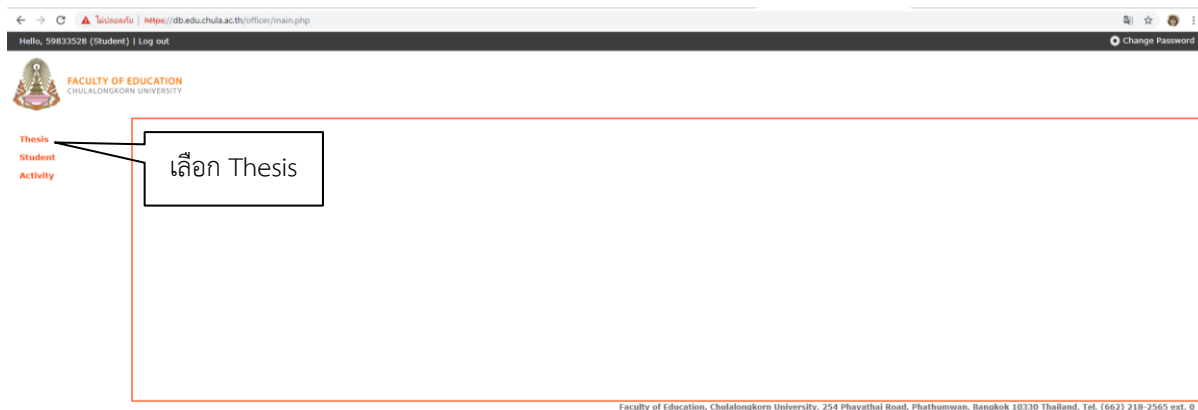 ไม่ปลอดภัย | https://db.edu.chula.ac.th/officer/main.php
Hello, 59833528 (Student) | Log out
Change Password
FACULTY OF EDUCATION
CHULALONGKORN UNIVERSITY
Thesis
Student
Activity
เลือก Thesis
Faculty of Education, Chulalongkorn University, 254 Phayathai Road, Phathumwan, Bangkok 10330 Thailand. Tel. (662) 218-2565 ext. 0